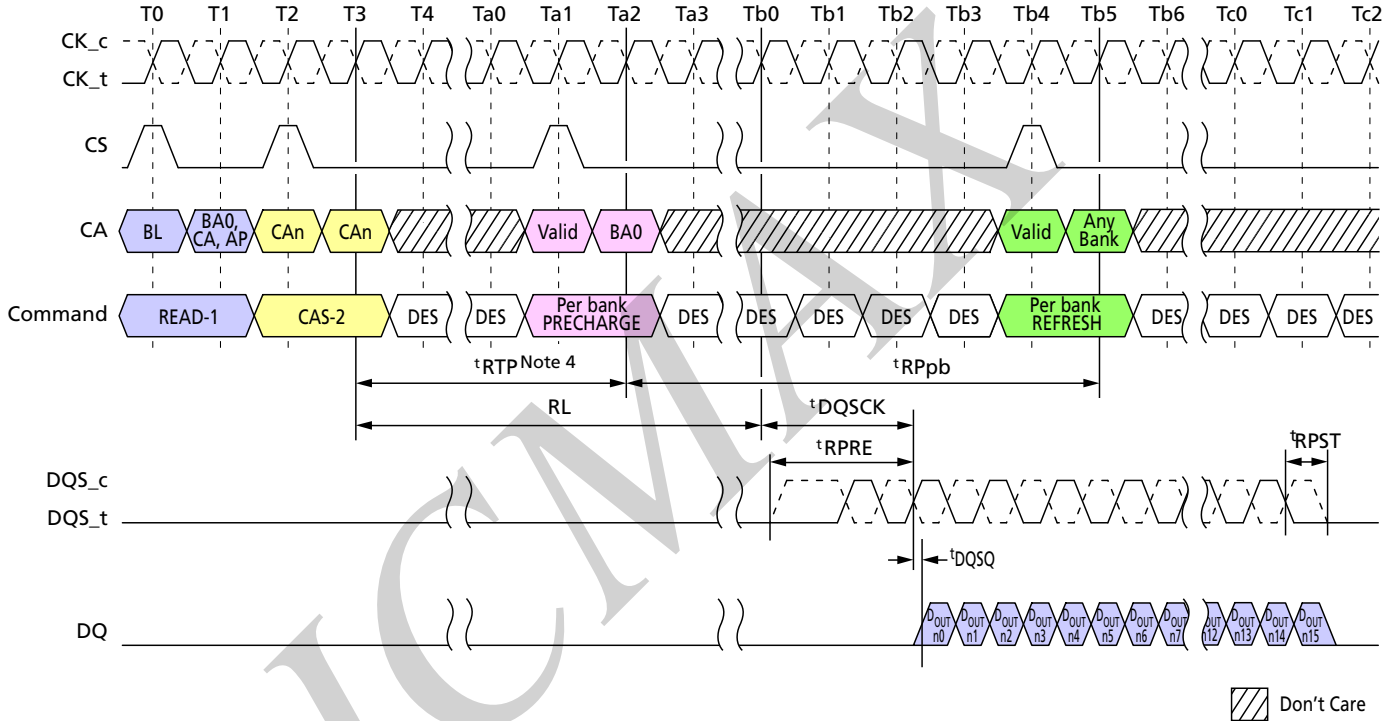 T0 T1 T2 T3 T4 Ta0 Ta1 Ta2 Ta3 Tb0 Tb1 Tb2 Tb3 Tb4 Tb5 Tb6 Tc0 Tc1 Tc2
CK_c
CK_t
CS
CA BL BA0, CA, AP CAn CAn Valid BA0 Valid Any Bank
Command READ-1 CAS-2 DES DES Per bank PRECHARGE DES DES DES DES DES Per bank REFRESH DES DES DES DES
tRTP Note 4 tRPpb
RL tDQSCK
tRPRE tRPST
DQS_c
DQS_t
tDQSQ
DQ DOUT n0 DOUT n1 DOUT n2 DOUT n3 DOUT n4 DOUT n5 DOUT n6 DOUT n7 DOUT n12 DOUT n13 DOUT n14 DOUT n15
Don't Care
ICMAX